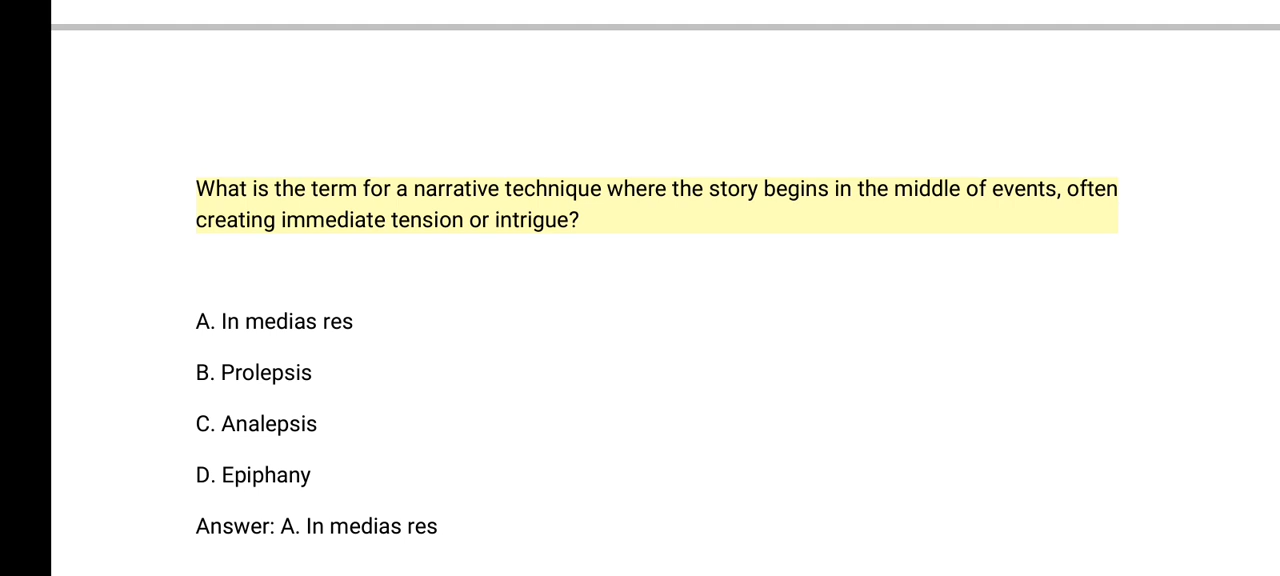 What is the term for a narrative technique where the story begins in the middle of events, often
creating immediate tension or intrigue?
A. In medias res
B. Prolepsis
C. Analepsis
D. Epiphany
Answer: A. In medias res